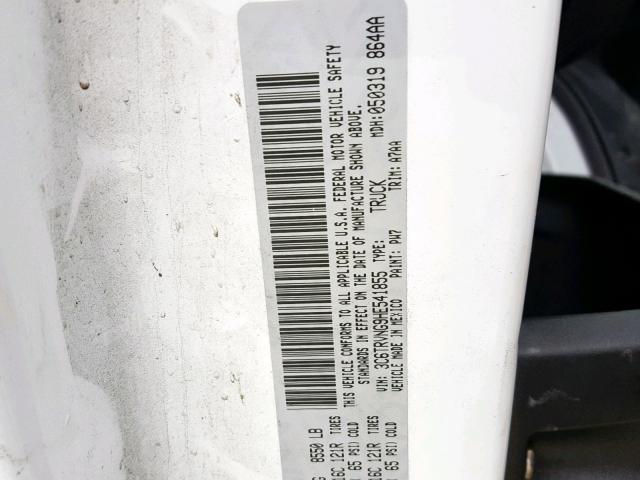 G 8550 LB
16C 121R TIRES
65 PSI) COLD
16C 121R TIRES
65 PSI) COLD
THIS VEHICLE CONFORMS TO ALL APPLICABLE U.S.A. FEDERAL MOTOR VEHICLE SAFETY
STANDARDS IN EFFECT ON THE DATE OF MANUFACTURE SHOWN ABOVE.
VIN: 3C6TRVNG9HE541855 TYPE: TRUCK MDH:050319 864AA
VEHICLE MADE IN MEXICO PAINT: PW7 TRIM: A7AA